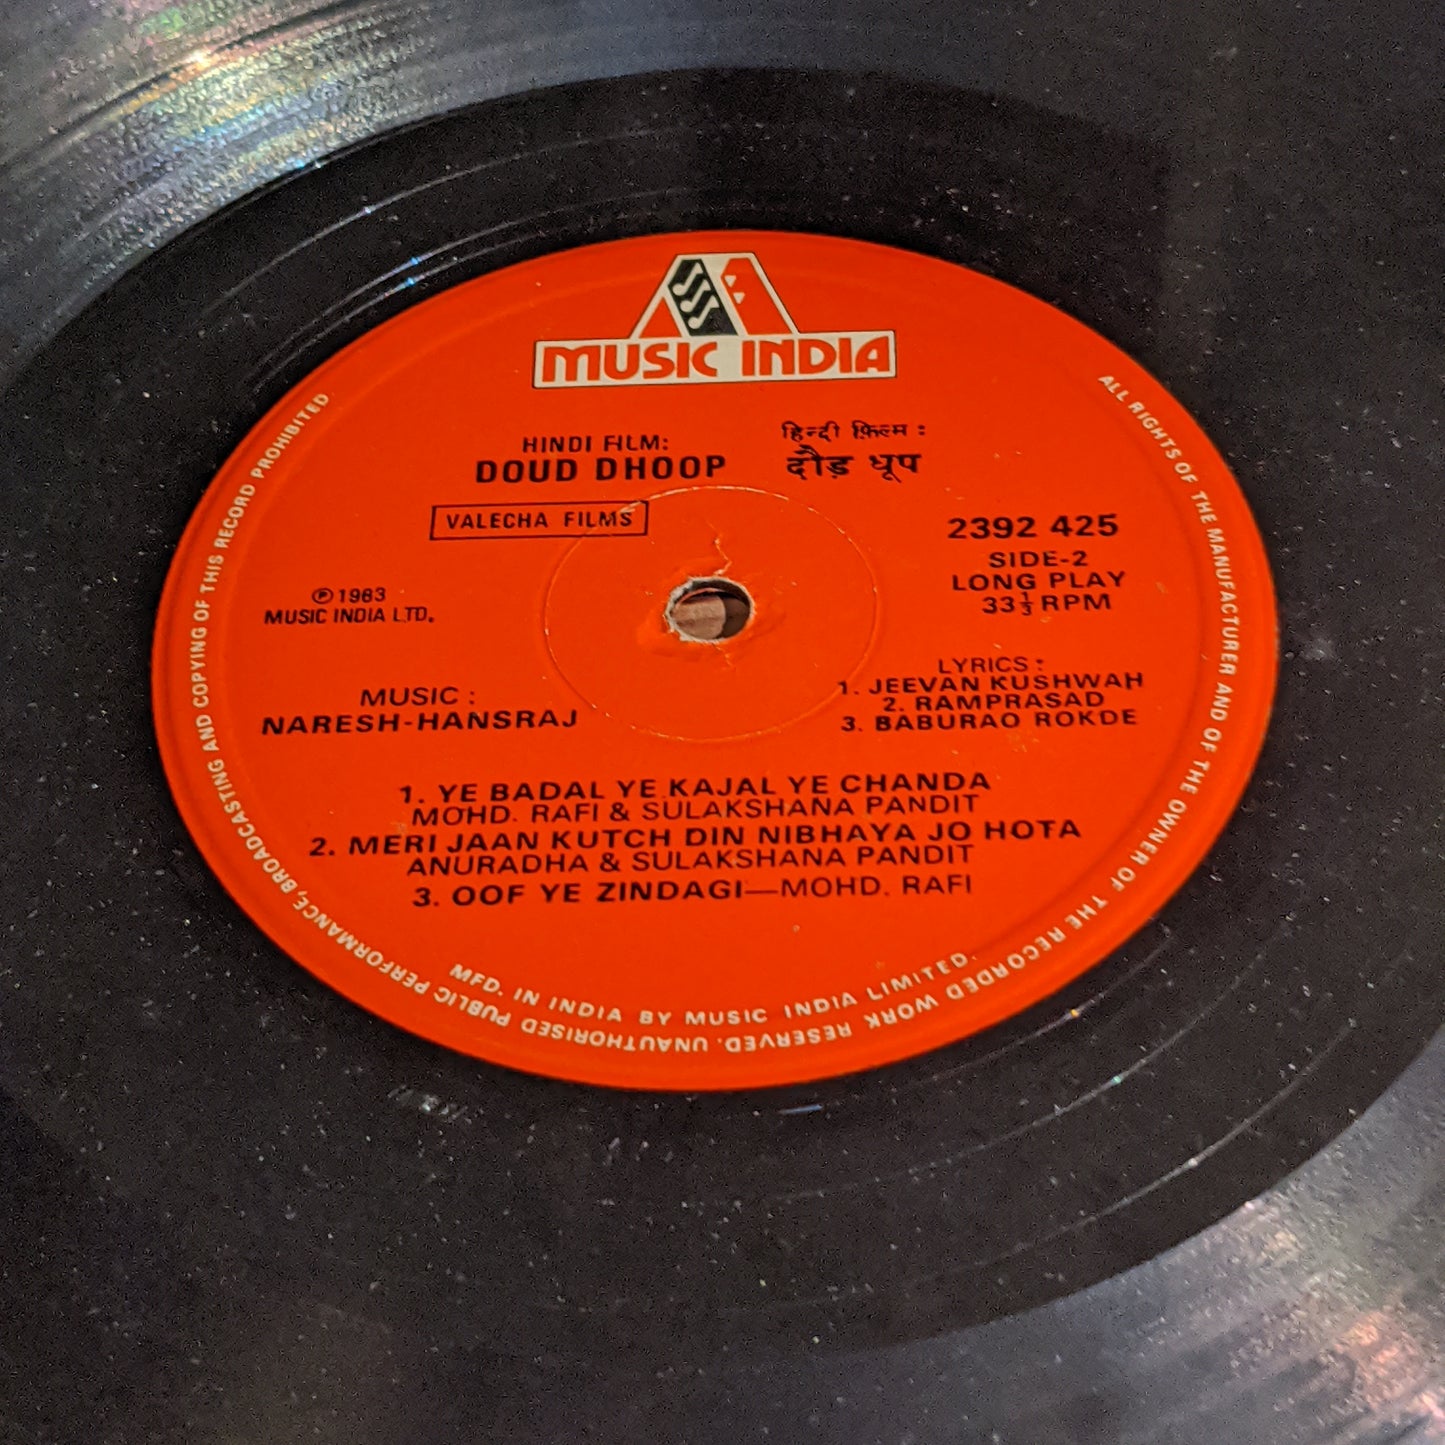 MUSIC INDIA
HINDI FILM:
DOUD DHOOP
हिन्दी फ़िल्म :
दौड़ धूप
VALECHA FILMS
2392 425
SIDE-2
LONG PLAY
33⅓ RPM
℗ 1983
MUSIC INDIA LTD.
MUSIC :
NARESH-HANSRAJ
LYRICS :
1. JEEVAN KUSHWAH
2. RAMPRASAD
3. BABURAO ROKDE
1. YE BADAL YE KAJAL YE CHANDA
MOHD. RAFI & SULAKSHANA PANDIT
2. MERI JAAN KUTCH DIN NIBHAYA JO HOTA
ANURADHA & SULAKSHANA PANDIT
3. OOF YE ZINDAGI—MOHD. RAFI
MFD. IN INDIA BY MUSIC INDIA LIMITED.
ALL RIGHTS OF THE MANUFACTURER AND OF THE OWNER OF THE RECORDED WORK RESERVED. UNAUTHORISED PUBLIC PERFORMANCE, BROADCASTING AND COPYING OF THIS RECORD PROHIBITED